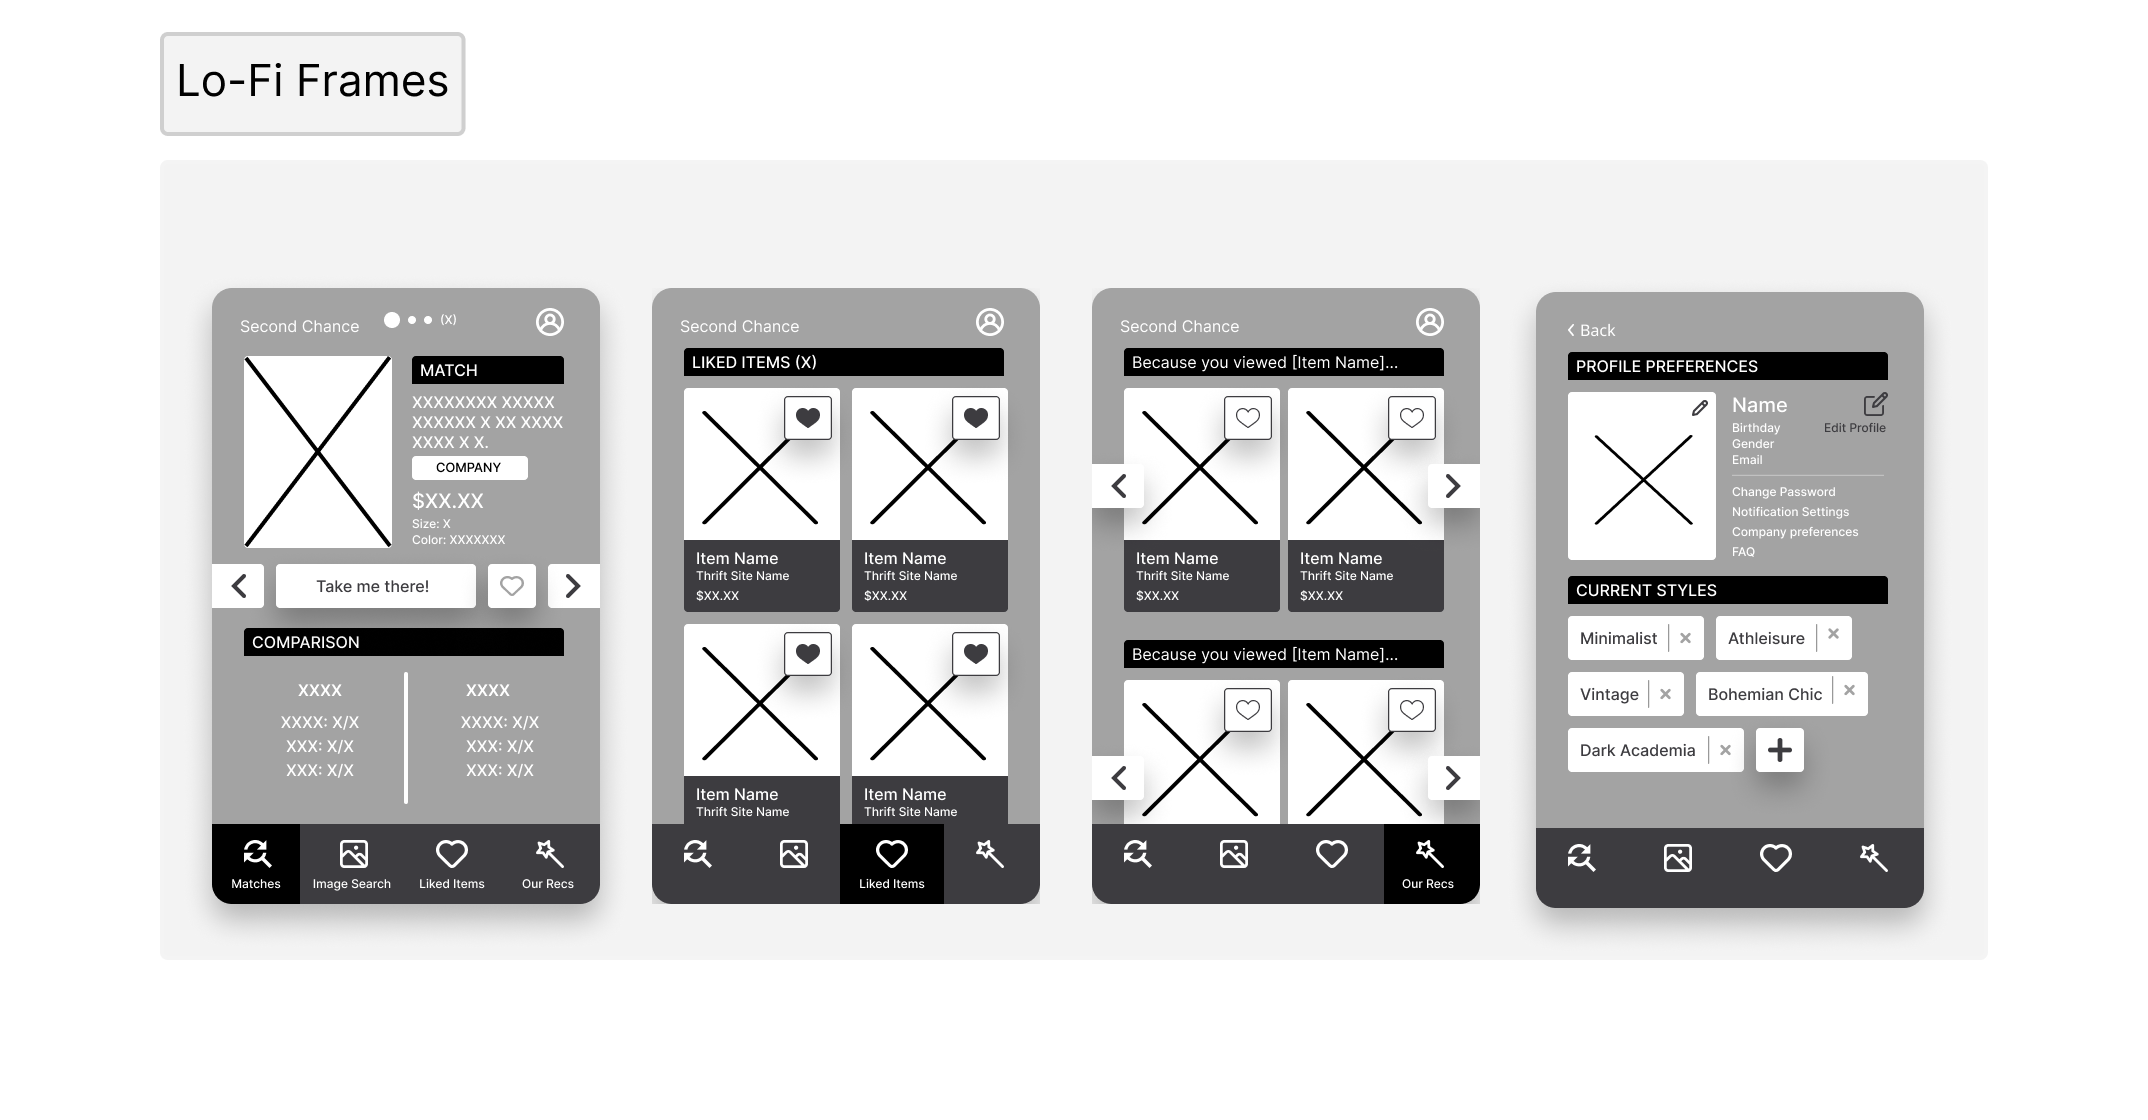 Lo-Fi Frames
Second Chance
(X)
MATCH
XXXXXXXX XXXXX
XXXXXX X XX XXXX
XXXX X X.
COMPANY
$XX.XX
Size: X
Color: XXXXXXX
Take me there!
COMPARISON
XXXX
XXXX: X/X
XXX: X/X
XXX: X/X
XXXX
XXXX: X/X
XXX: X/X
XXX: X/X
Matches
Image Search
Liked Items
Our Recs
Second Chance
LIKED ITEMS (X)
Item Name
Thrift Site Name
$XX.XX
Item Name
Thrift Site Name
$XX.XX
Item Name
Thrift Site Name
Item Name
Thrift Site Name
Liked Items
Second Chance
Because you viewed [Item Name]...
Item Name
Thrift Site Name
$XX.XX
Item Name
Thrift Site Name
$XX.XX
Because you viewed [Item Name]...
Our Recs
Back
PROFILE PREFERENCES
Name
Birthday
Gender
Email
Edit Profile
Change Password
Notification Settings
Company preferences
FAQ
CURRENT STYLES
Minimalist
Athleisure
Vintage
Bohemian Chic
Dark Academia